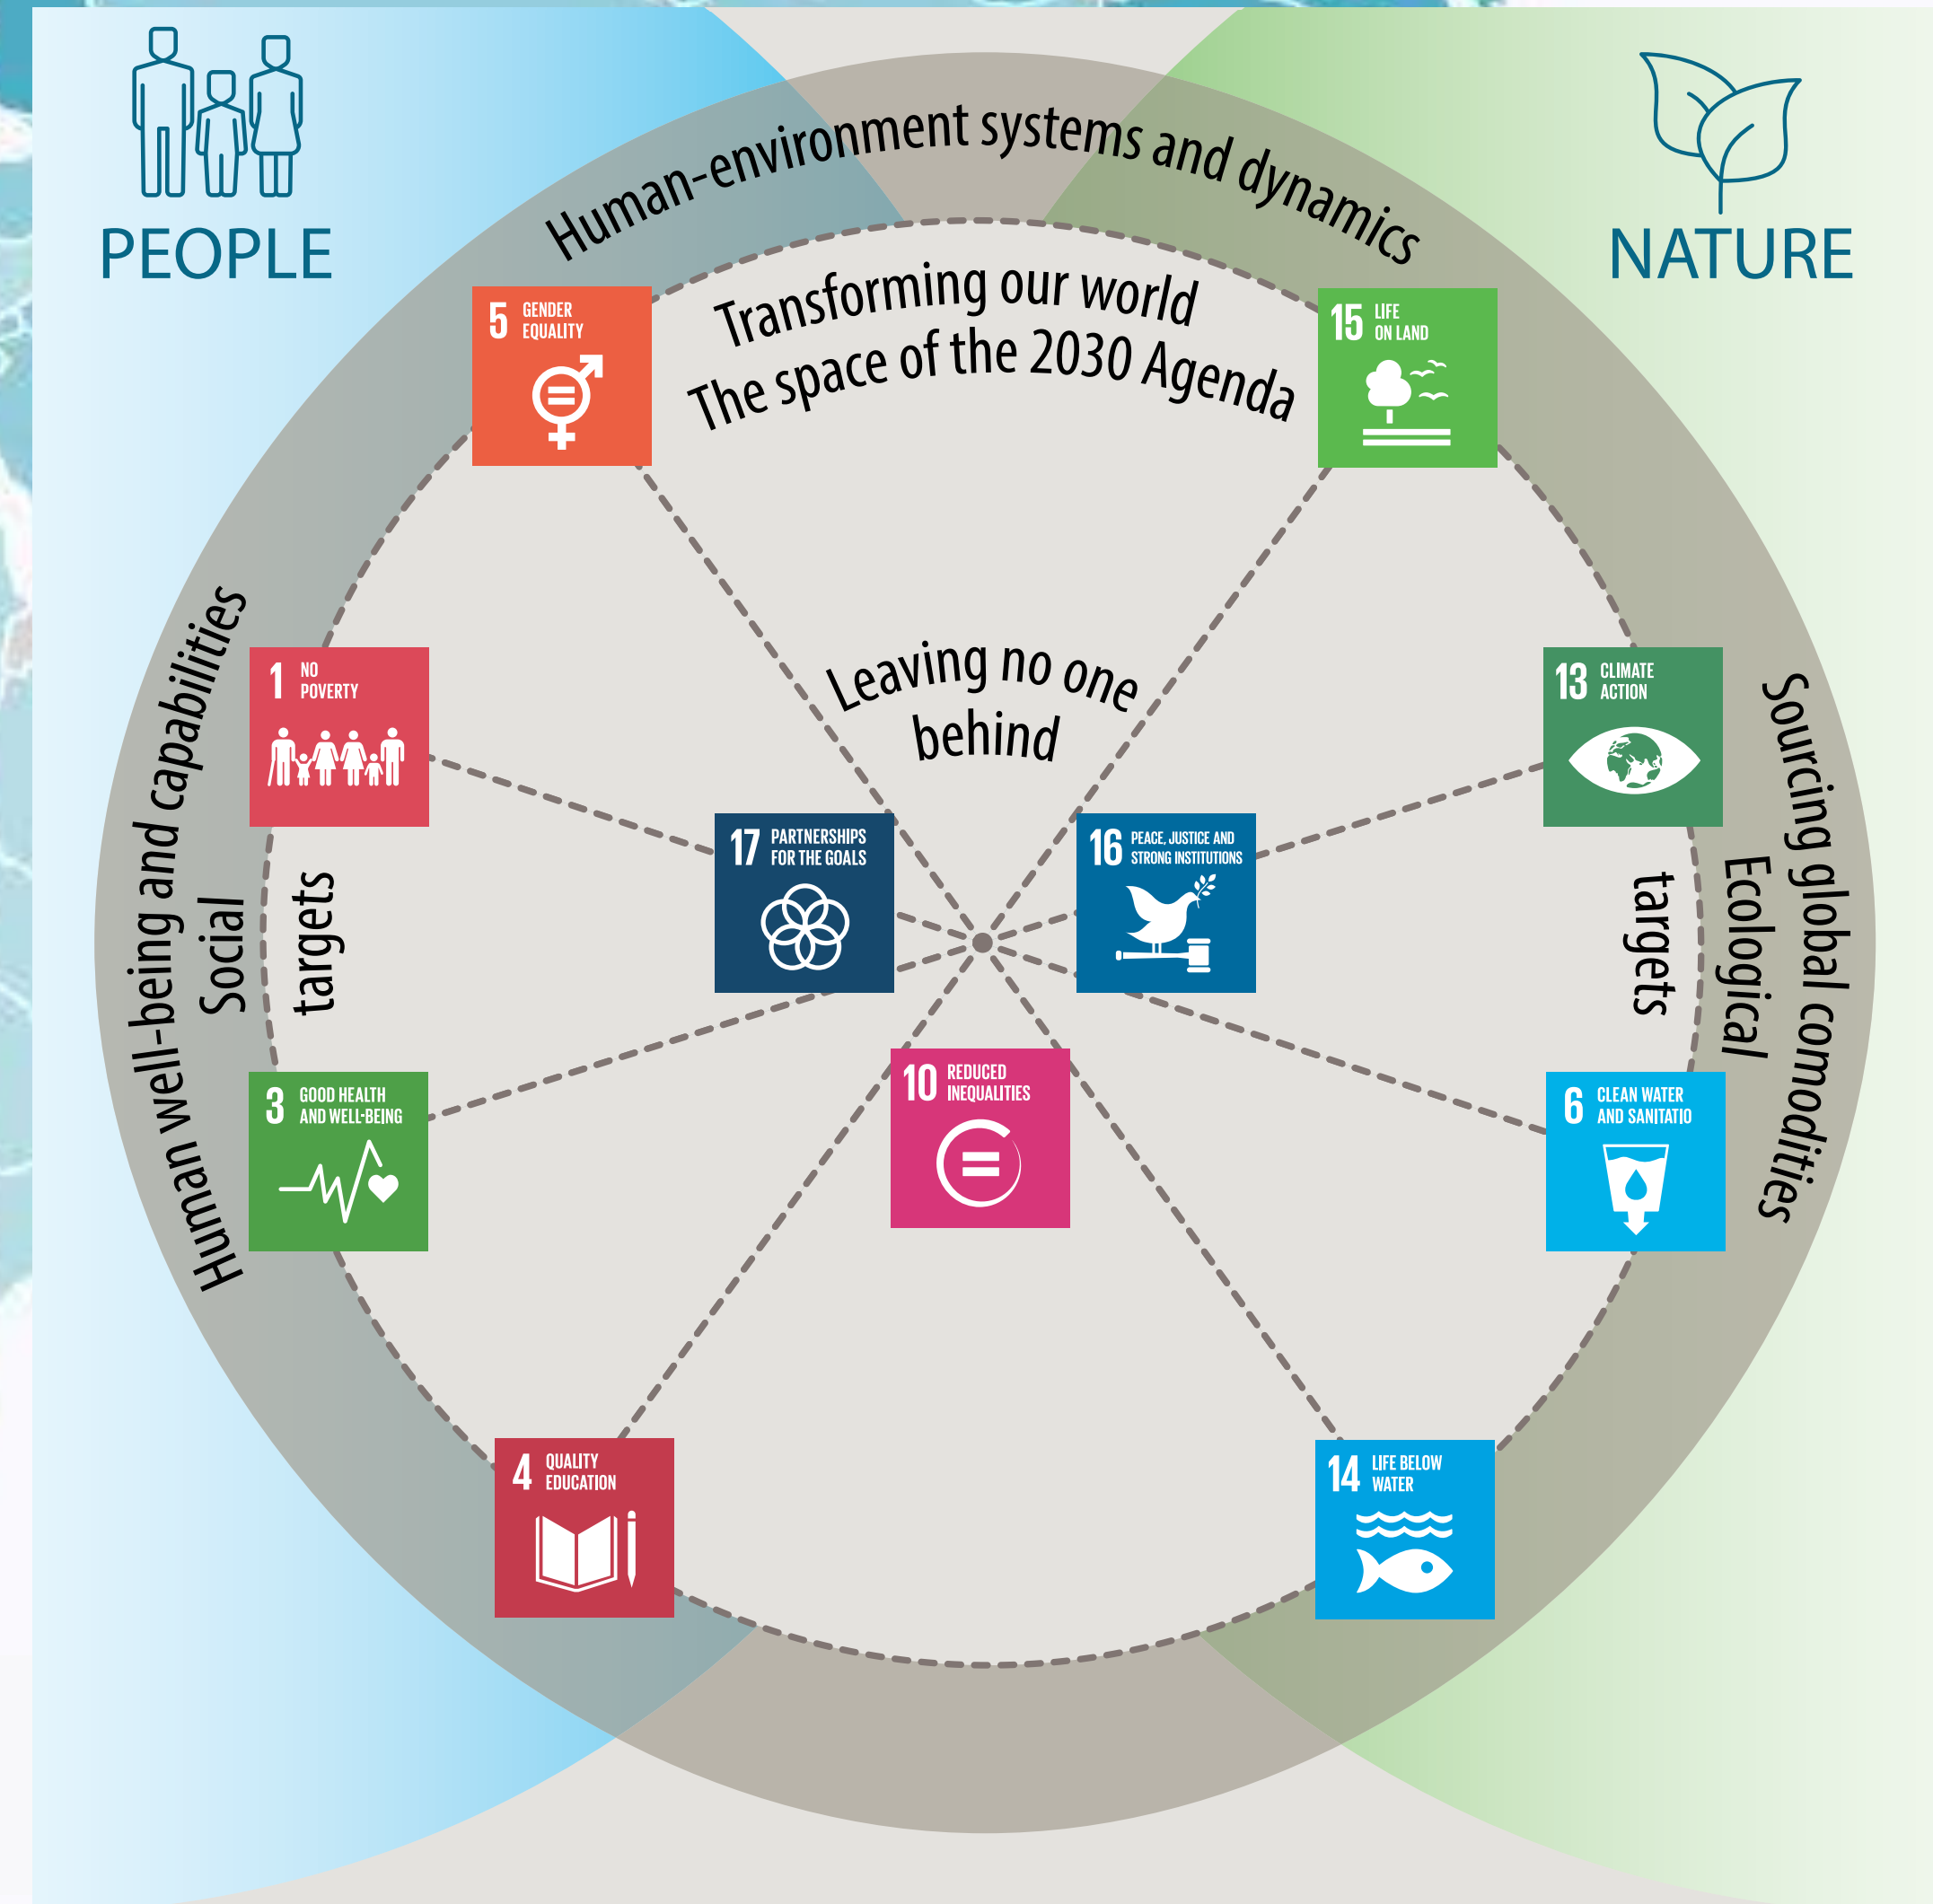 PEOPLE
NATURE
Human-environment systems and dynamics
Transforming our world
The space of the 2030 Agenda
5 GENDER
EQUALITY
15 LIFE
ON LAND
Leaving no one
behind
Human well-being and capabilities
Social
targets
1 NO
POVERTY
13 CLIMATE
ACTION
17 PARTNERSHIPS
FOR THE GOALS
16 PEACE, JUSTICE AND
STRONG INSTITUTIONS
targets
Ecological
Sourcing global comodities
3 GOOD HEALTH
AND WELL-BEING
10 REDUCED
INEQUALITIES
6 CLEAN WATER
AND SANITATIO
4 QUALITY
EDUCATION
14 LIFE BELOW
WATER